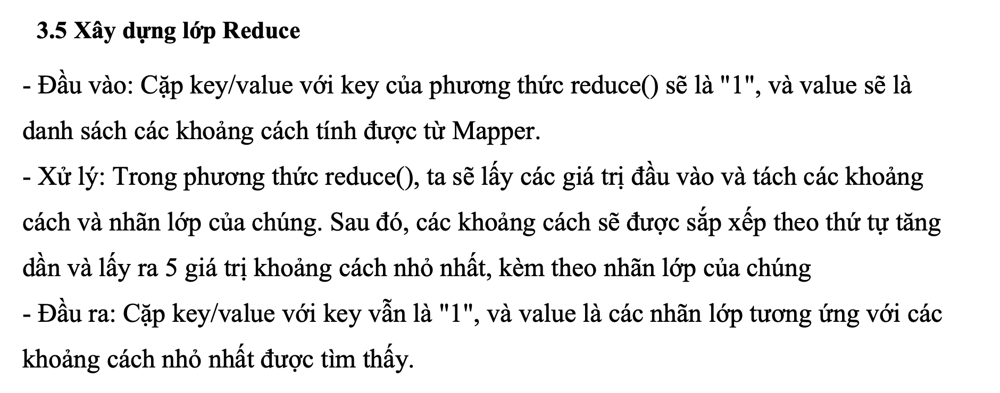 3.5 Xây dựng lớp Reduce
- Đầu vào: Cặp key/value với key của phương thức reduce() sẽ là "1", và value sẽ là
danh sách các khoảng cách tính được từ Mapper.
- Xử lý: Trong phương thức reduce(), ta sẽ lấy các giá trị đầu vào và tách các khoảng
cách và nhãn lớp của chúng. Sau đó, các khoảng cách sẽ được sắp xếp theo thứ tự tăng
dần và lấy ra 5 giá trị khoảng cách nhỏ nhất, kèm theo nhãn lớp của chúng
- Đầu ra: Cặp key/value với key vẫn là "1", và value là các nhãn lớp tương ứng với các
khoảng cách nhỏ nhất được tìm thấy.